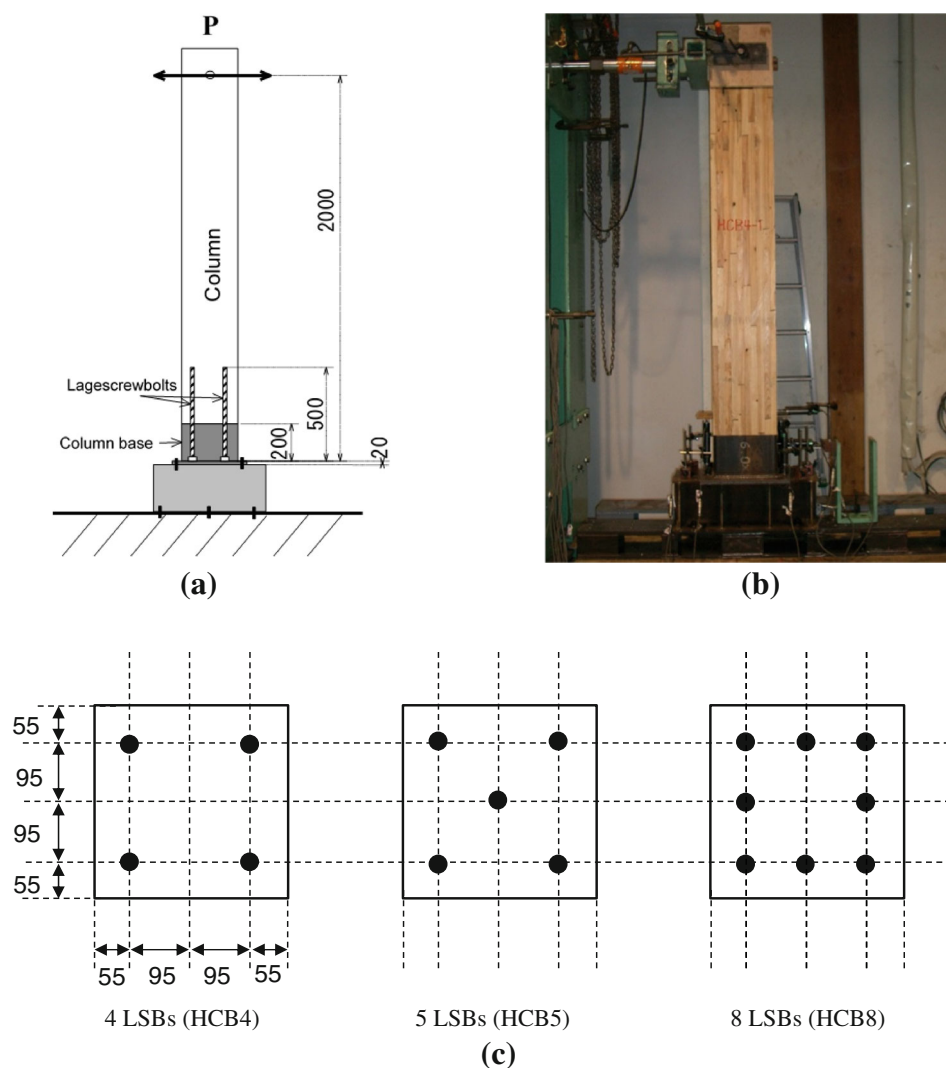 P
2000
Column
Lagescrewbolts
500
Column base
200
20
(a)
HCB4-1
(b)
55
95
95
55
55 95 95 55
4 LSBs (HCB4)
5 LSBs (HCB5)
8 LSBs (HCB8)
(c)